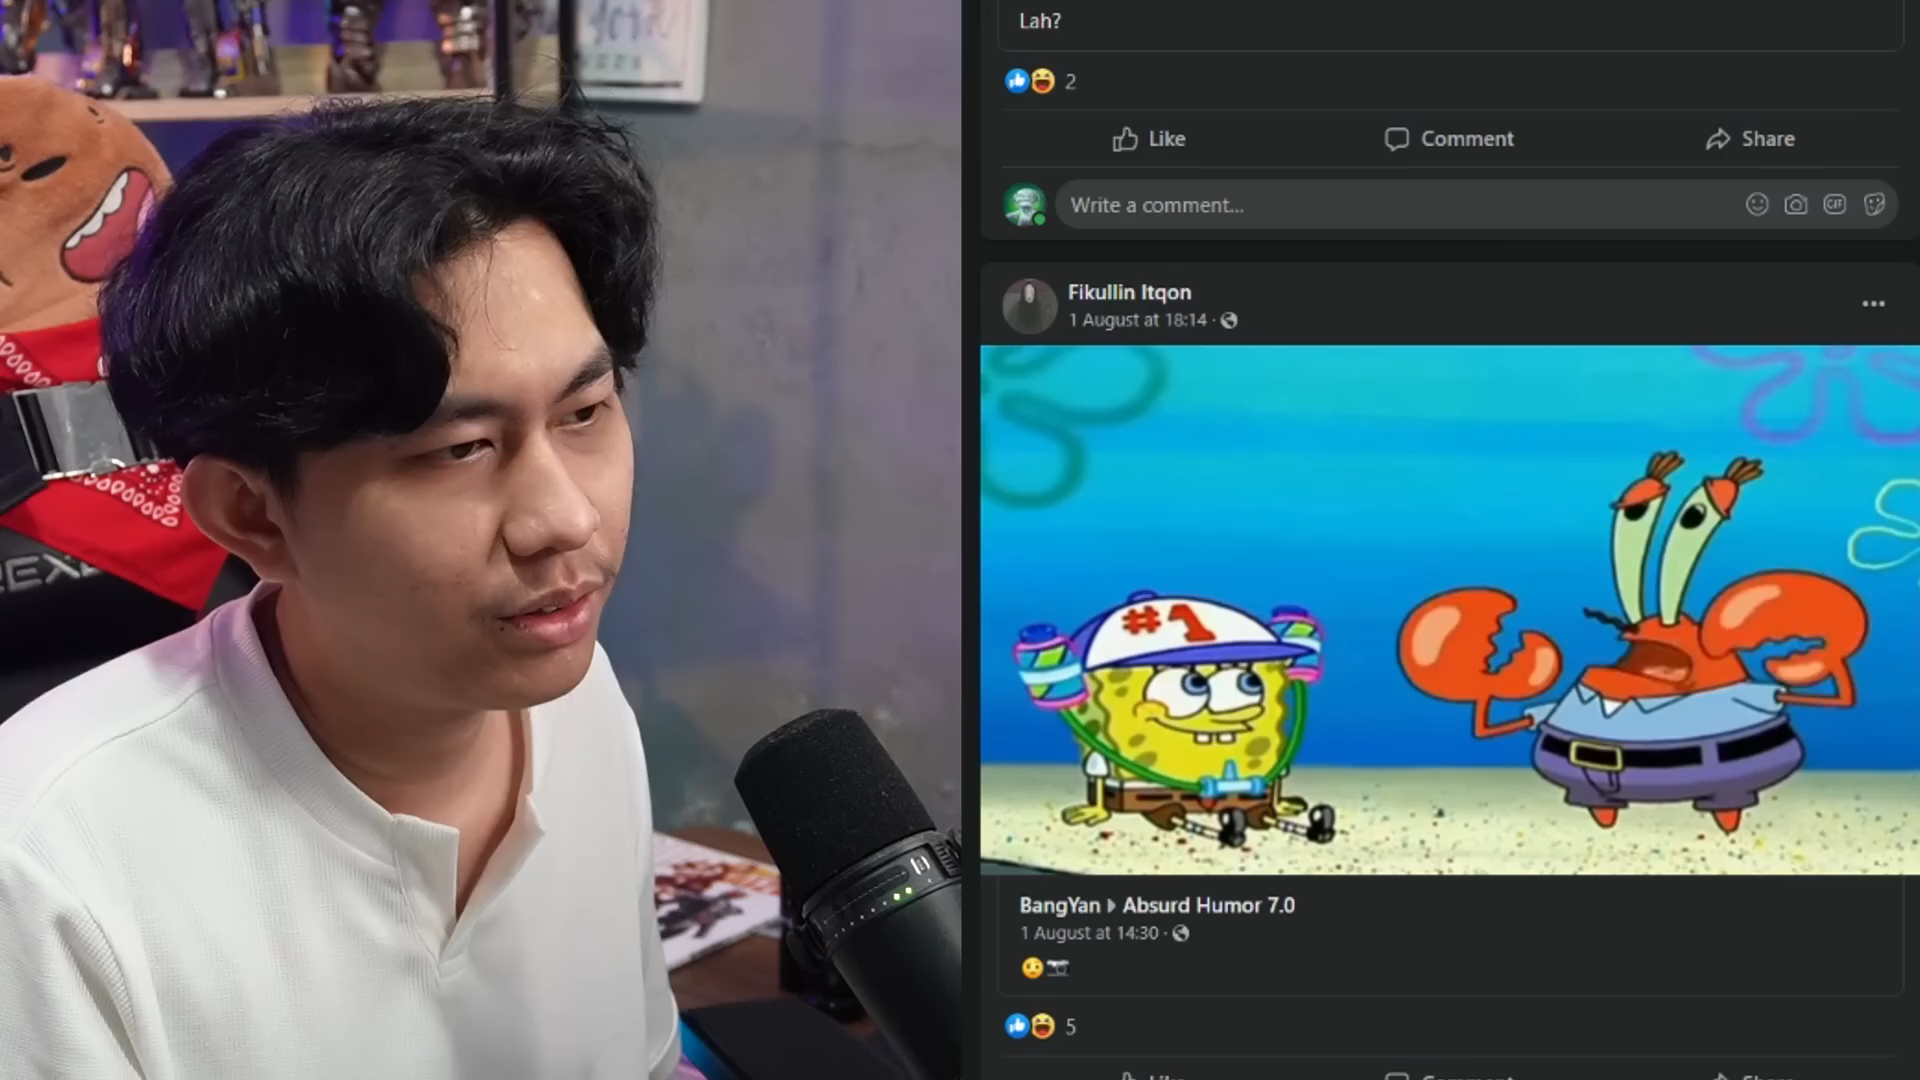 Lah?
2
Like
Comment
Share
Write a comment...
GIF
Fikullin Itqon
1 August at 18:14 ·
#1
BangYan ▸ Absurd Humor 7.0
1 August at 14:30 ·
5